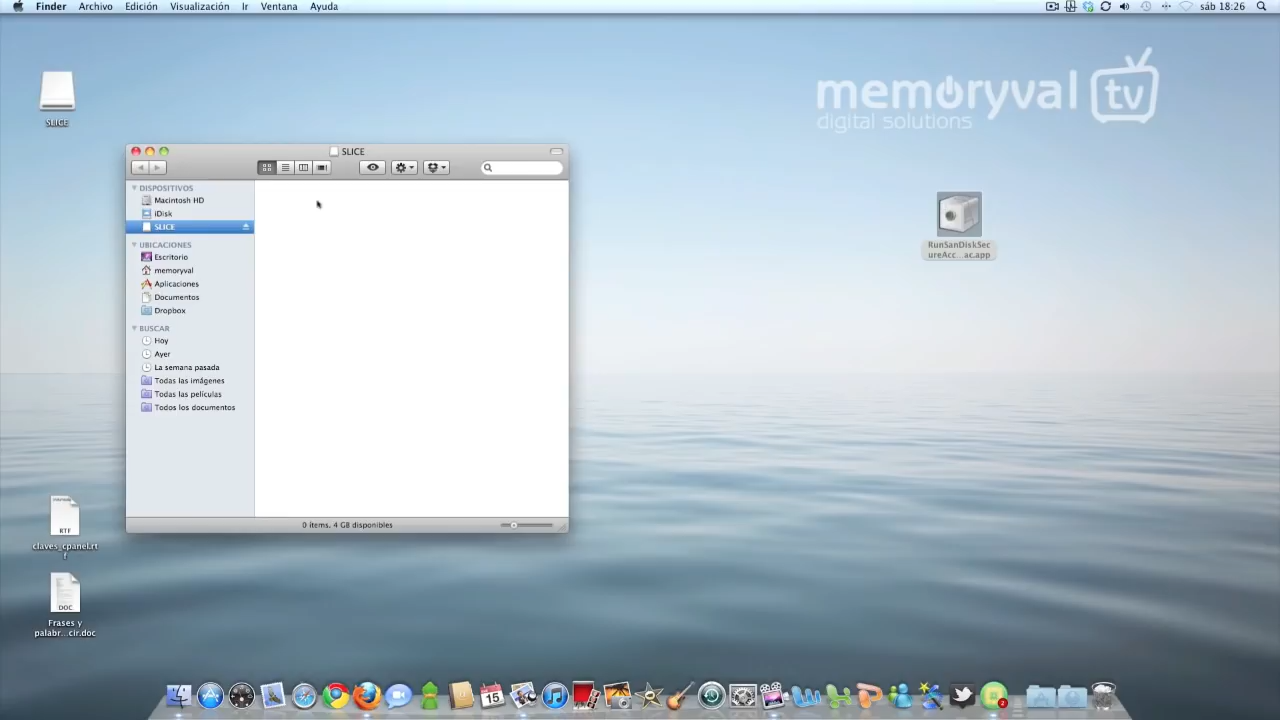 Finder Archivo Edición Visualización Ir Ventana Ayuda sáb 18:26
memoryval tv
digital solutions
SLICE
SLICE
DISPOSITIVOS
Macintosh HD
iDisk
SLICE
UBICACIONES
Escritorio
memoryval
Aplicaciones
Documentos
Dropbox
BUSCAR
Hoy
Ayer
La semana pasada
Todas las imágenes
Todas las películas
Todos los documentos
0 ítems, 4 GB disponibles
RunSanDiskSec
ureAcc...ac.app
RTF
claves_cpanel.rt
f
DOC
Frases y
palabr...cir.doc
15
2